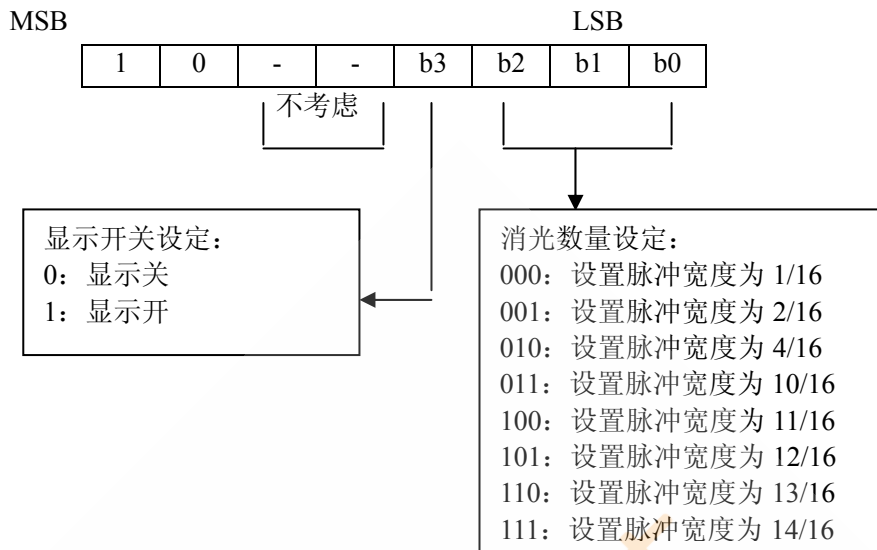 MSB LSB
1 0 - - b3 b2 b1 b0
不考虑
显示开关设定：
0：显示关
1：显示开
消光数量设定：
000：设置脉冲宽度为 1/16
001：设置脉冲宽度为 2/16
010：设置脉冲宽度为 4/16
011：设置脉冲宽度为 10/16
100：设置脉冲宽度为 11/16
101：设置脉冲宽度为 12/16
110：设置脉冲宽度为 13/16
111：设置脉冲宽度为 14/16